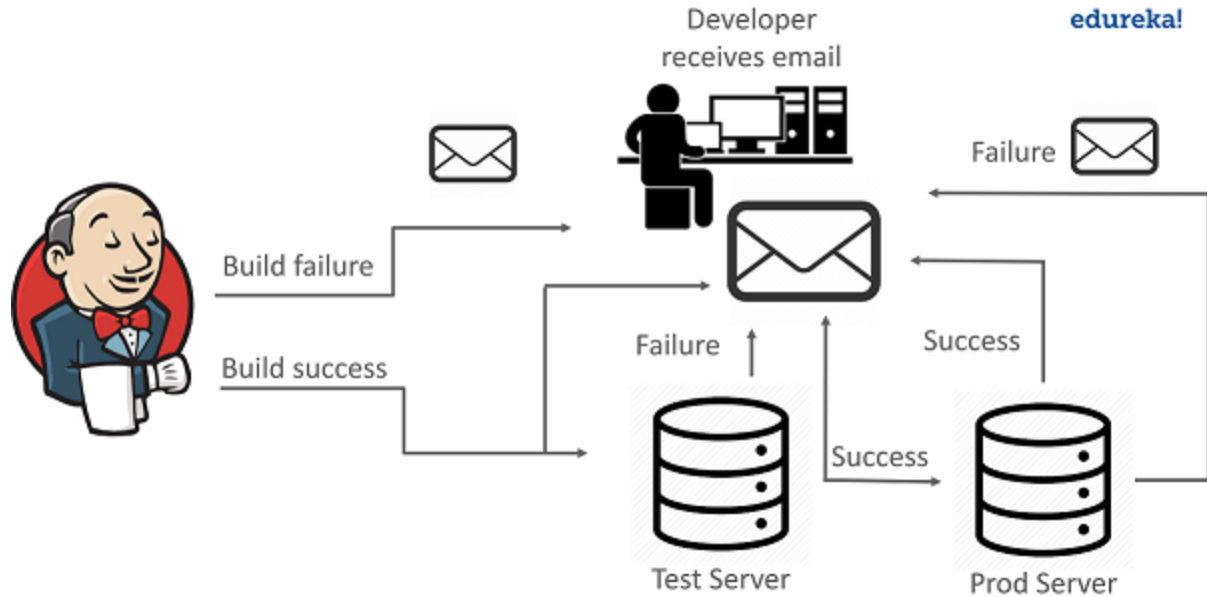 Developer
receives email
edureka!
Failure
Build failure
Build success
Failure
Success
Success
Test Server
Prod Server